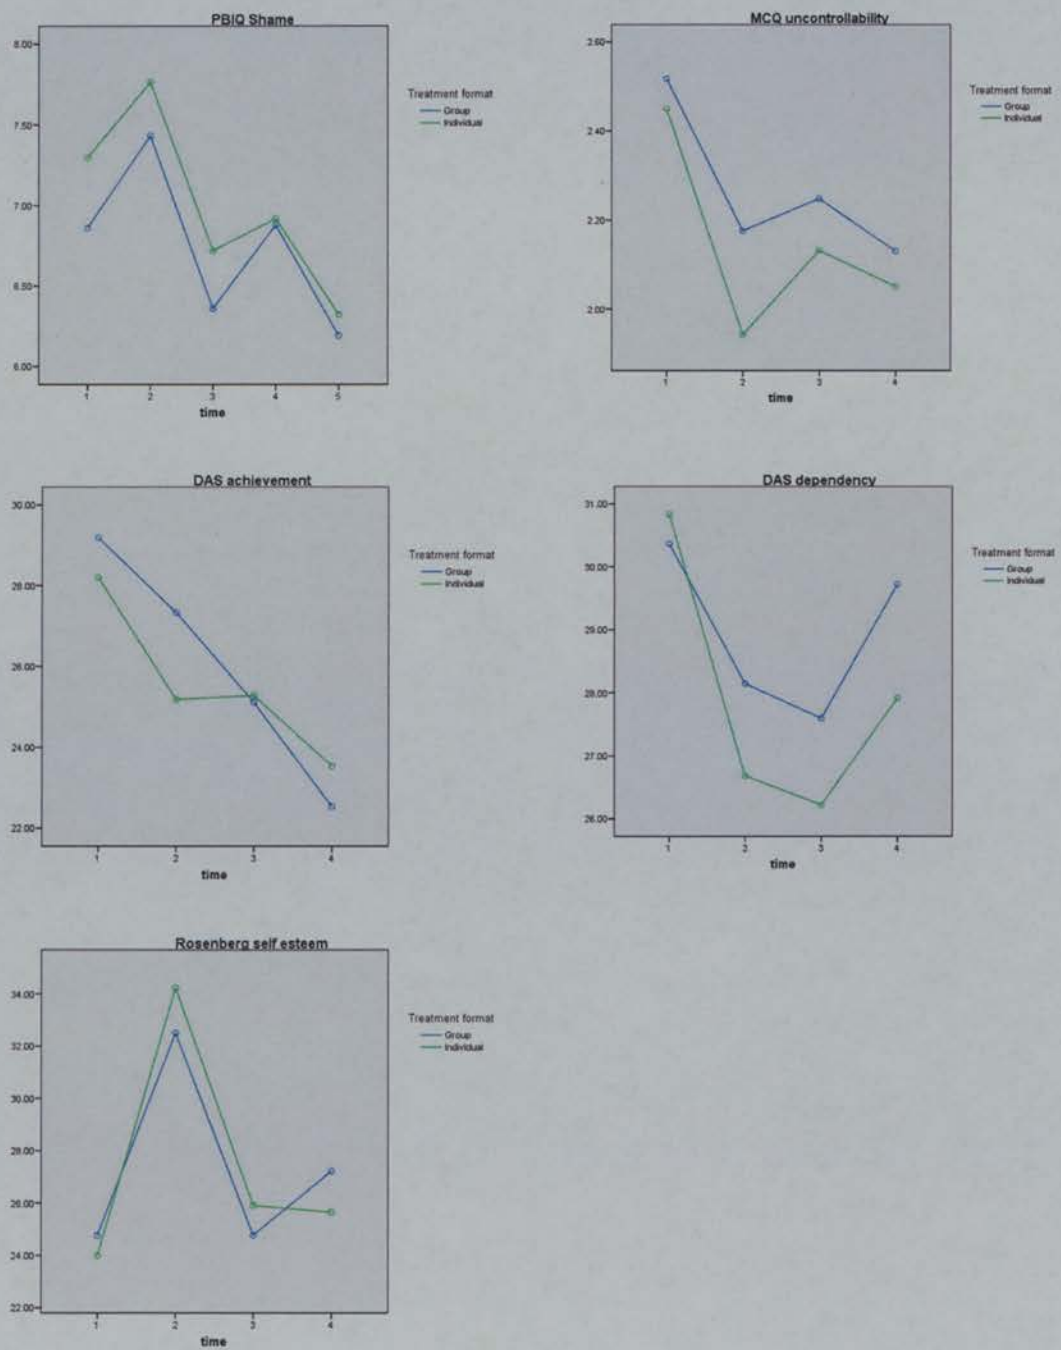 PBIQ Shame
8.00
7.50
7.00
6.50
6.00
1 2 3 4 5
time
Treatment format
Group
Individual
MCQ uncontrollability
2.60
2.40
2.20
2.00
1 2 3 4
time
Treatment format
Group
Individual
DAS achievement
30.00
28.00
26.00
24.00
22.00
1 2 3 4
time
Treatment format
Group
Individual
DAS dependency
31.00
30.00
29.00
28.00
27.00
26.00
1 2 3 4
time
Treatment format
Group
Individual
Rosenberg self esteem
34.00
32.00
30.00
28.00
26.00
24.00
22.00
1 2 3 4
time
Treatment format
Group
Individual